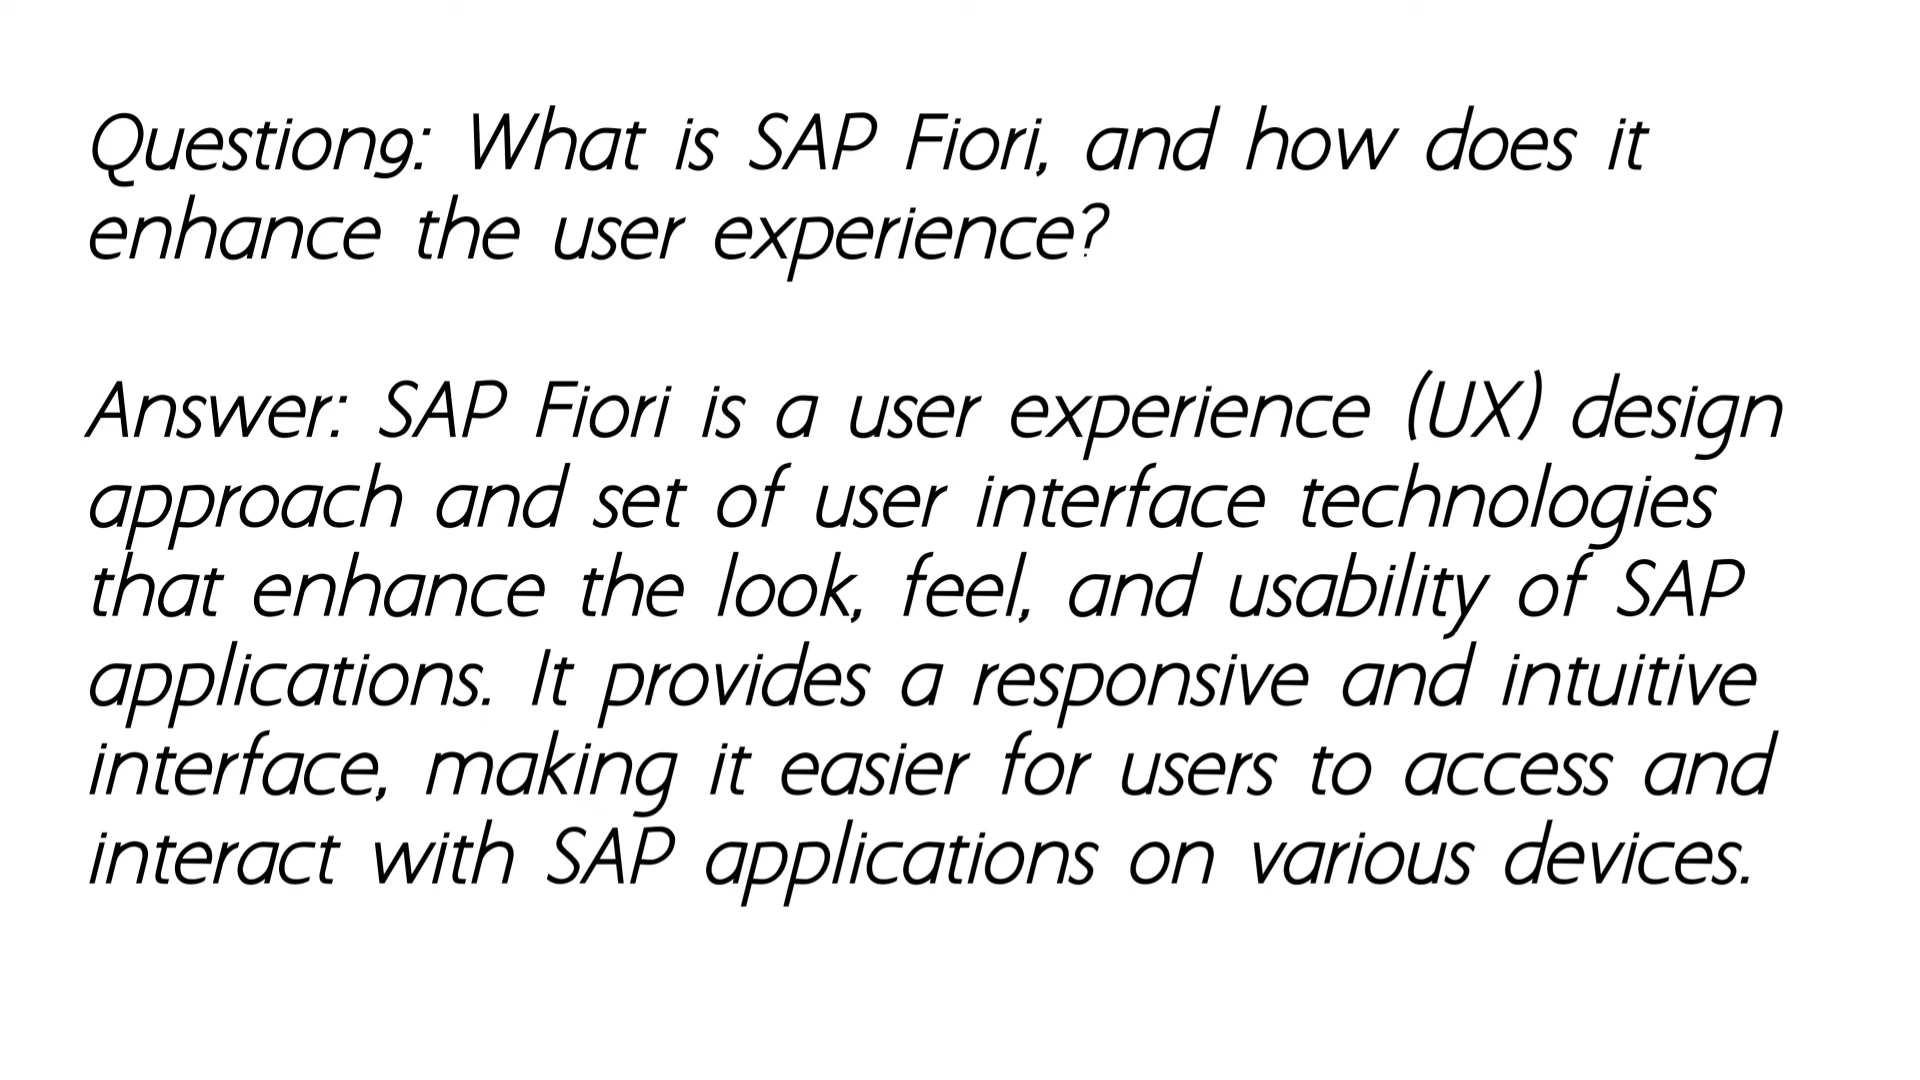 Question9: What is SAP Fiori, and how does it
enhance the user experience?
Answer: SAP Fiori is a user experience (UX) design
approach and set of user interface technologies
that enhance the look, feel, and usability of SAP
applications. It provides a responsive and intuitive
interface, making it easier for users to access and
interact with SAP applications on various devices.